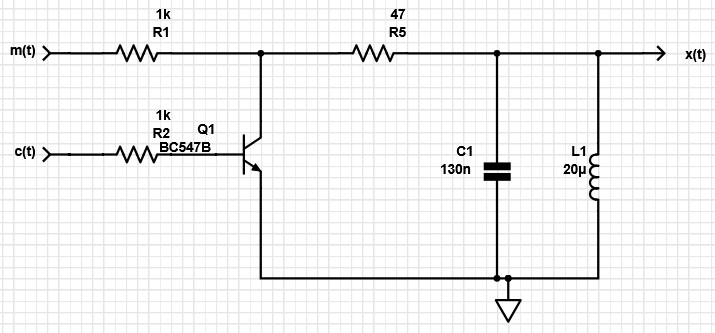 1k
R1
47
R5
m(t)
x(t)
1k
R2
Q1
BC547B
c(t)
C1
130n
L1
20µ